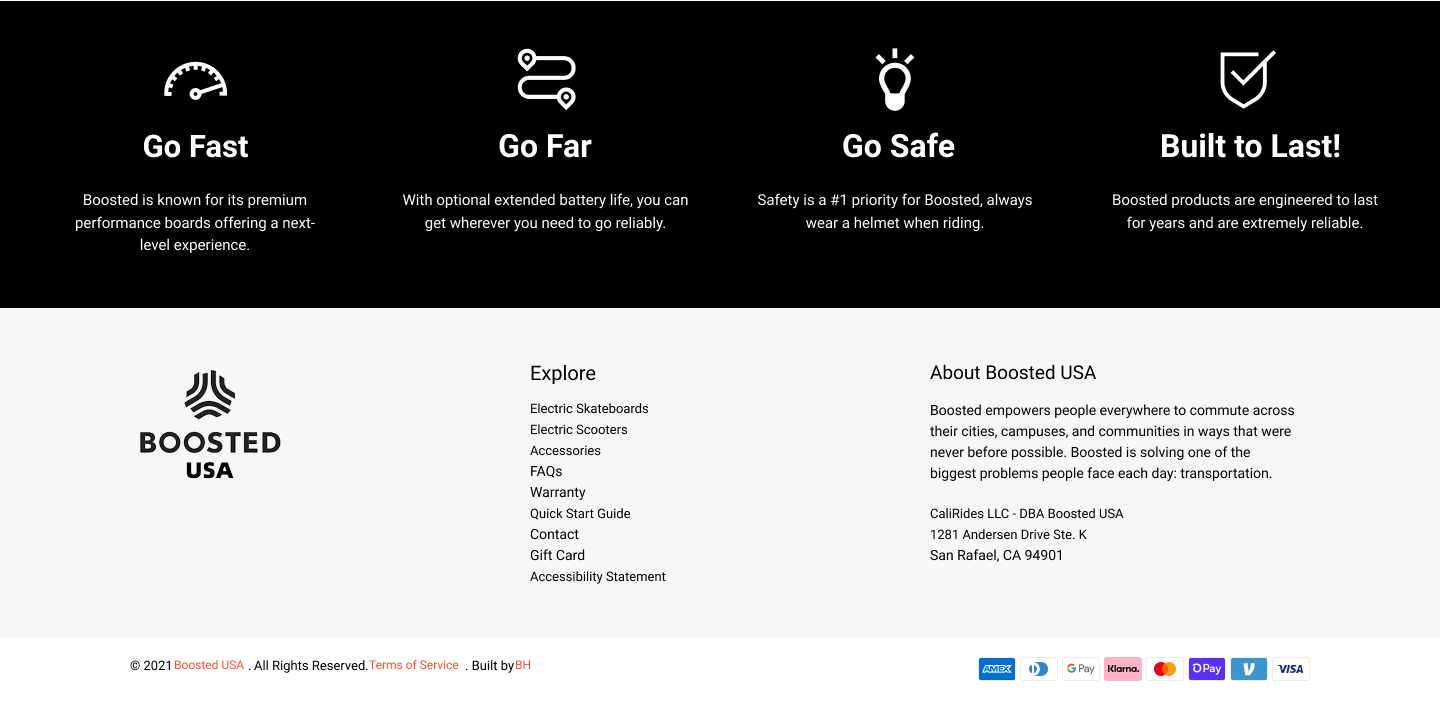 Go Fast
Boosted is known for its premium
performance boards offering a next-
level experience.
Go Far
With optional extended battery life, you can
get wherever you need to go reliably.
Go Safe
Safety is a #1 priority for Boosted, always
wear a helmet when riding.
Built to Last!
Boosted products are engineered to last
for years and are extremely reliable.
BOOSTED
USA
Explore
Electric Skateboards
Electric Scooters
Accessories
FAQs
Warranty
Quick Start Guide
Contact
Gift Card
Accessibility Statement
About Boosted USA
Boosted empowers people everywhere to commute across
their cities, campuses, and communities in ways that were
never before possible. Boosted is solving one of the
biggest problems people face each day: transportation.
CaliRides LLC - DBA Boosted USA
1281 Andersen Drive Ste. K
San Rafael, CA 94901
© 2021 Boosted USA . All Rights Reserved. Terms of Service . Built by BH
AMEX G Pay Klarna. Pay V VISA